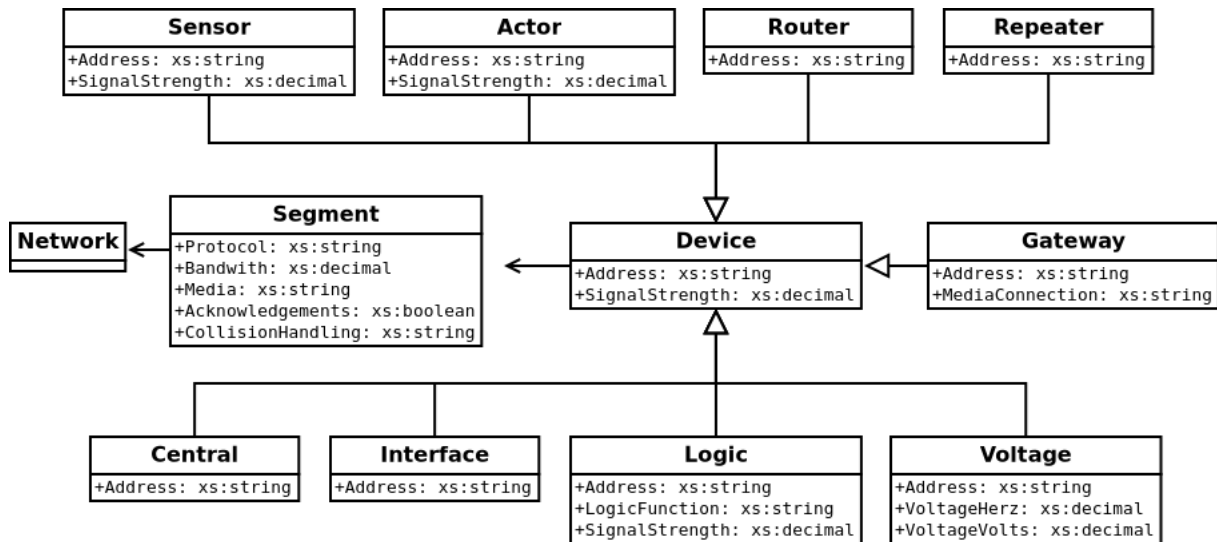 Sensor
+Address: xs:string
+SignalStrength: xs:decimal
Actor
+Address: xs:string
+SignalStrength: xs:decimal
Router
+Address: xs:string
Repeater
+Address: xs:string
Network
Segment
+Protocol: xs:string
+Bandwith: xs:decimal
+Media: xs:string
+Acknowledgements: xs:boolean
+CollisionHandling: xs:string
Device
+Address: xs:string
+SignalStrength: xs:decimal
Gateway
+Address: xs:string
+MediaConnection: xs:string
Central
+Address: xs:string
Interface
+Address: xs:string
Logic
+Address: xs:string
+LogicFunction: xs:string
+SignalStrength: xs:decimal
Voltage
+Address: xs:string
+VoltageHerz: xs:decimal
+VoltageVolts: xs:decimal